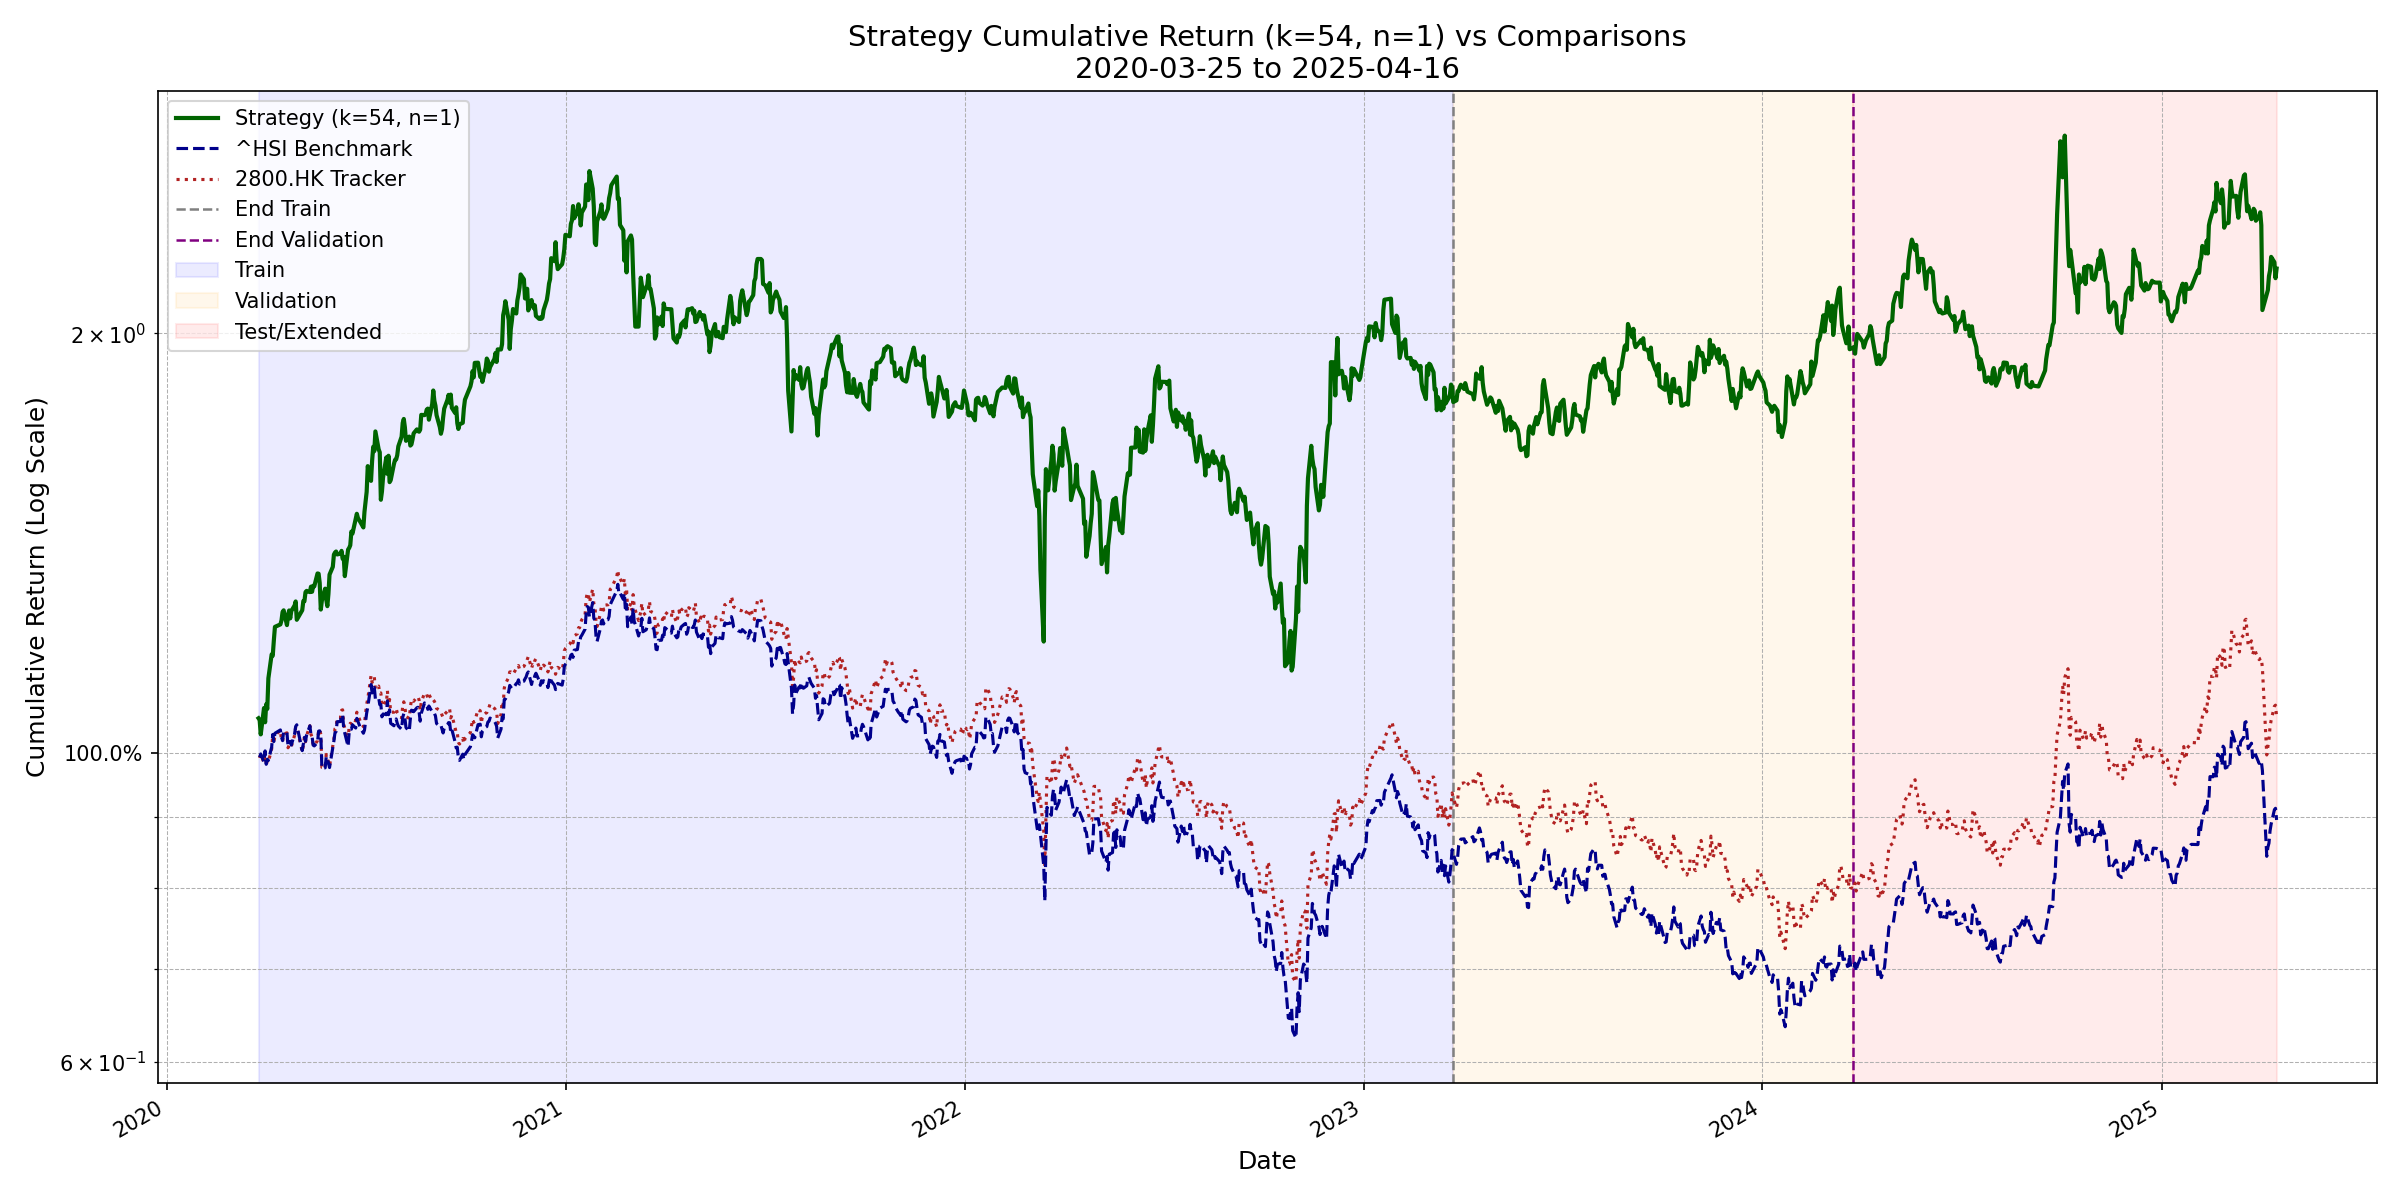 Strategy Cumulative Return (k=54, n=1) vs Comparisons
2020-03-25 to 2025-04-16
Strategy (k=54, n=1)
^HSI Benchmark
2800.HK Tracker
End Train
End Validation
Train
Validation
Test/Extended
Cumulative Return (Log Scale)
2 × 10⁰
100.0%
6 × 10⁻¹
2020
2021
2022
2023
2024
2025
Date